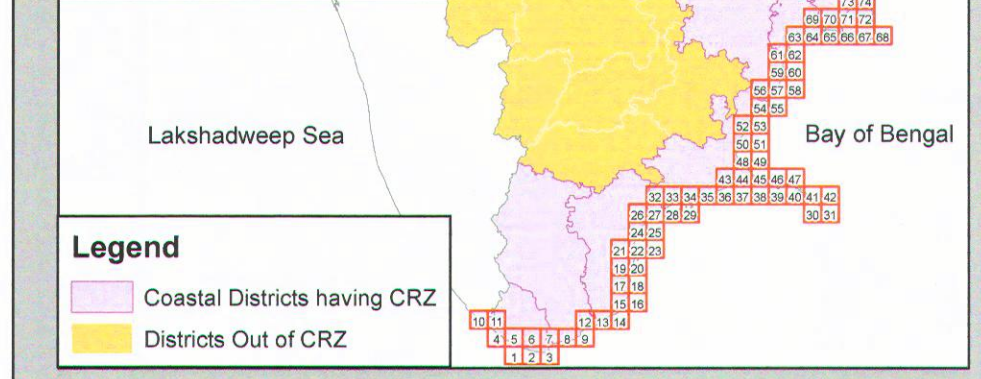 73 74
69 70 71 72
63 64 65 66 67 68
61 62
59 60
56 57 58
54 55
Lakshadweep Sea
52 53
Bay of Bengal
50 51
48 49
43 44 45 46 47
32 33 34 35 36 37 38 39 40 41 42
26 27 28 29 30 31
24 25
Legend
21 22 23
19 20
17 18
Coastal Districts having CRZ
15 16
10 11 12 13 14
Districts Out of CRZ
4 5 6 7 8 9
1 2 3